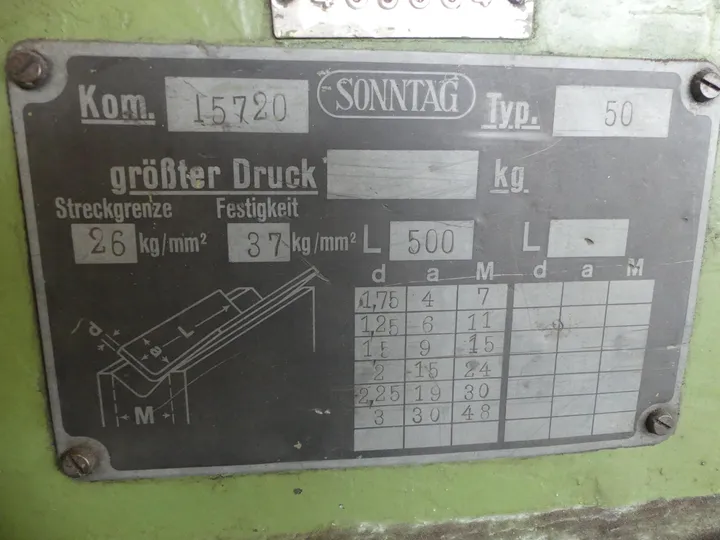 Kom. 15720 SONNTAG Typ. 50
größter Druck kg
Streckgrenze Festigkeit
26 kg/mm² 37 kg/mm² L 500 L
d a M d a M
1,75 4 7
1,25 6 11
1,5 9 15
2 15 24
2,25 19 30
3 30 48
d L a
M